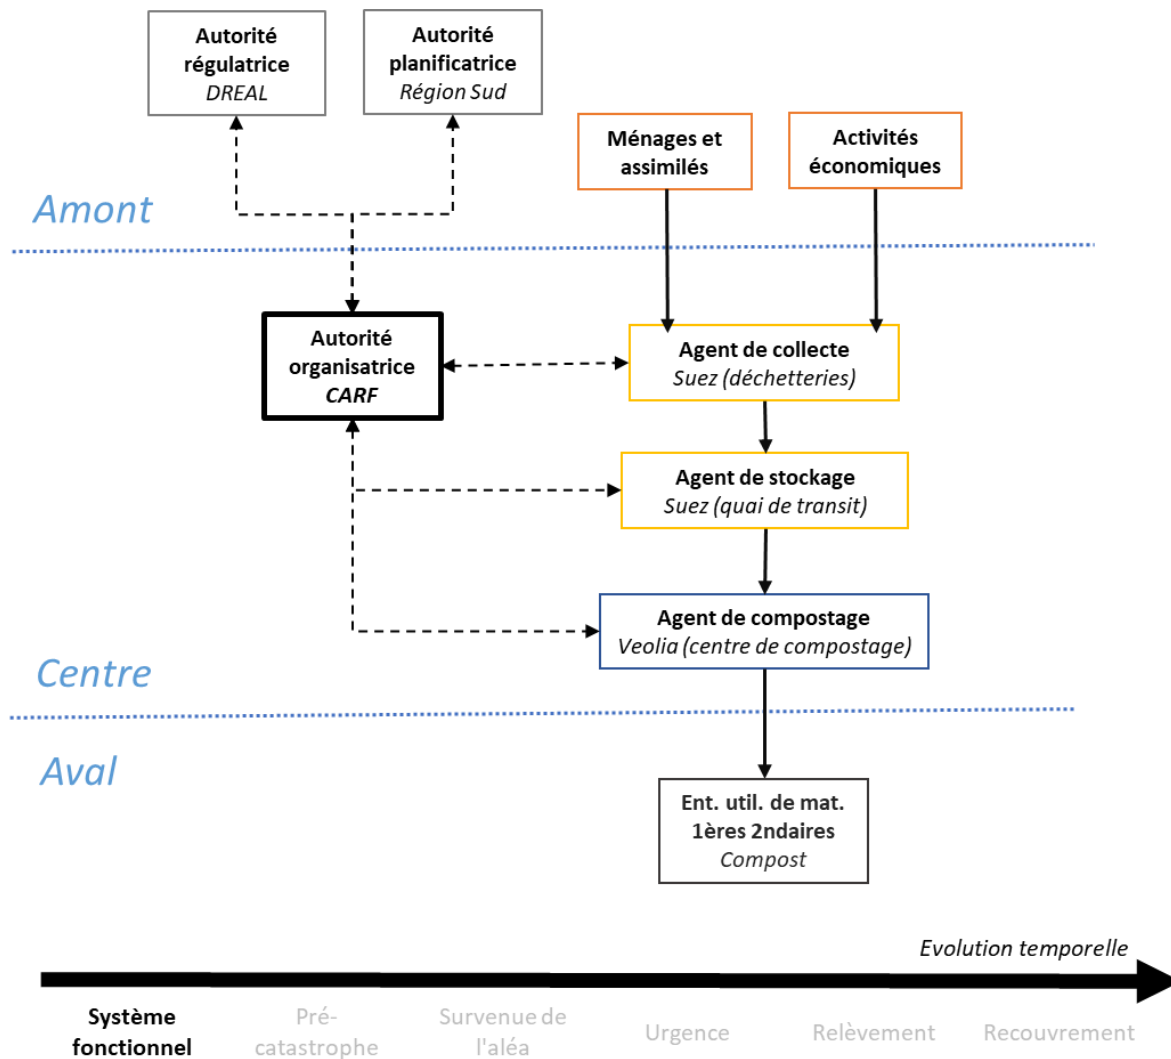 Autorité
régulatrice
DREAL
Autorité
planificatrice
Région Sud
Ménages et
assimilés
Activités
économiques
Amont
Autorité
organisatrice
CARF
Agent de collecte
Suez (déchetteries)
Agent de stockage
Suez (quai de transit)
Agent de compostage
Veolia (centre de compostage)
Centre
Aval
Ent. util. de mat.
1ères 2ndaires
Compost
Evolution temporelle
Système
fonctionnel
Pré-
catastrophe
Survenue de
l'aléa
Urgence
Relèvement
Recouvrement